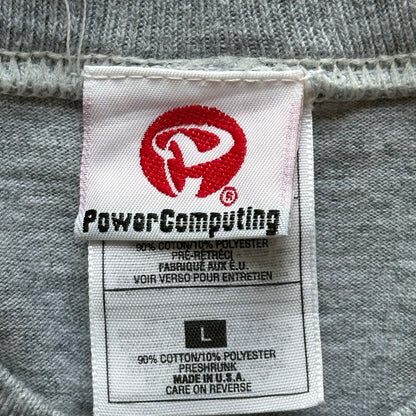 ®
PowerComputing
90% COTON/10% POLYESTER
PRÉ-RÉTRÉCI
FABRIQUÉ AUX É.U.
VOIR VERSO POUR ENTRETIEN
L
90% COTTON/10% POLYESTER
PRESHRUNK
MADE IN U.S.A.
CARE ON REVERSE